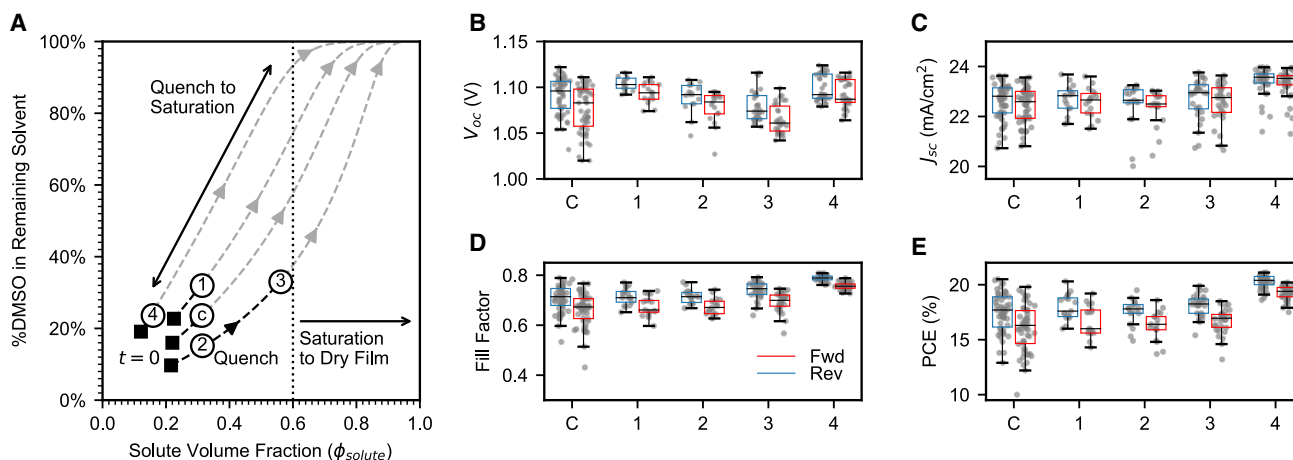 A
100%
80%
60%
40%
20%
0%
%DMSO in Remaining Solvent
Quench to
Saturation
1
3
4
c
2
t = 0
Quench
Saturation
to Dry Film
0.0 0.2 0.4 0.6 0.8 1.0
Solute Volume Fraction (ϕsolute)
B
1.15
1.10
1.05
1.00
Voc (V)
C 1 2 3 4
C
24
22
20
Jsc (mA/cm²)
C 1 2 3 4
D
0.8
0.6
0.4
Fill Factor
Fwd
Rev
C 1 2 3 4
E
20
15
10
PCE (%)
C 1 2 3 4